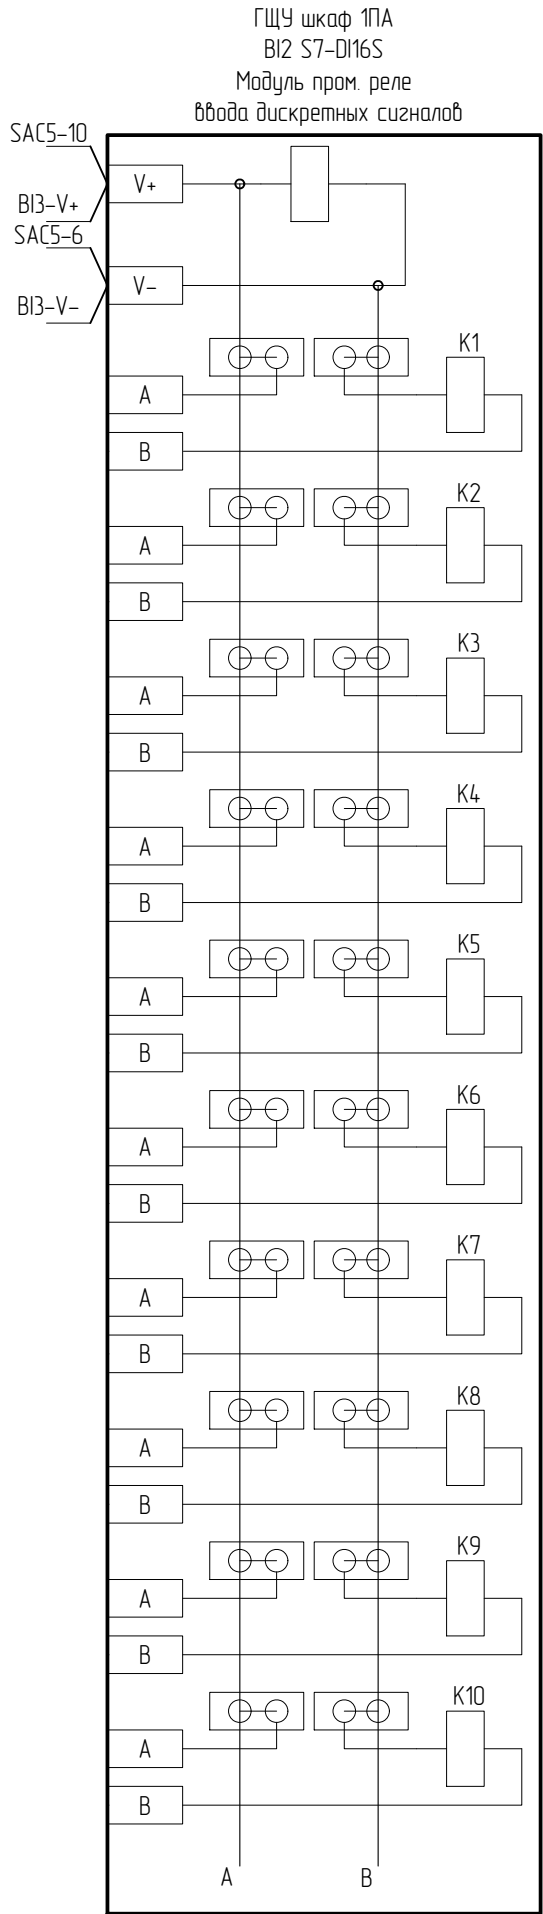 ГЩУ шкаф 1ПА
BI2 S7-DI16S
Модуль пром. реле
ввода дискретных сигналов
SAC5-10
V+
BI3-V+
SAC5-6
V-
BI3-V-
K1
A
B
K2
A
B
K3
A
B
K4
A
B
K5
A
B
K6
A
B
K7
A
B
K8
A
B
K9
A
B
K10
A
B
A B